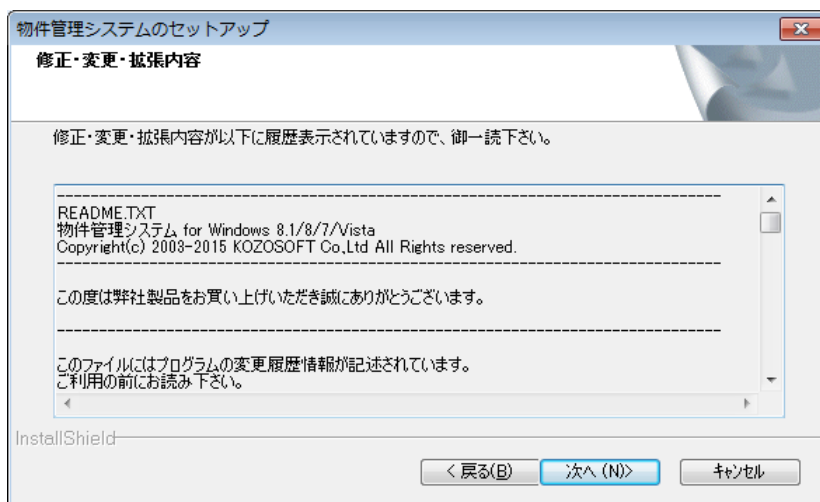 物件管理システムのセットアップ
修正・変更・拡張内容
修正・変更・拡張内容が以下に履歴表示されていますので、御一読下さい。
--------------------------------------------------------------------------------
README.TXT
物件管理システム for Windows 8.1/8/7/Vista
Copyright(c) 2003-2015 KOZOSOFT Co,Ltd All Rights reserved.
--------------------------------------------------------------------------------
この度は弊社製品をお買い上げいただき誠にありがとうございます。
--------------------------------------------------------------------------------
このファイルにはプログラムの変更履歴情報が記述されています。
ご利用の前にお読み下さい。
InstallShield
< 戻る(B)
次へ (N)>
キャンセル